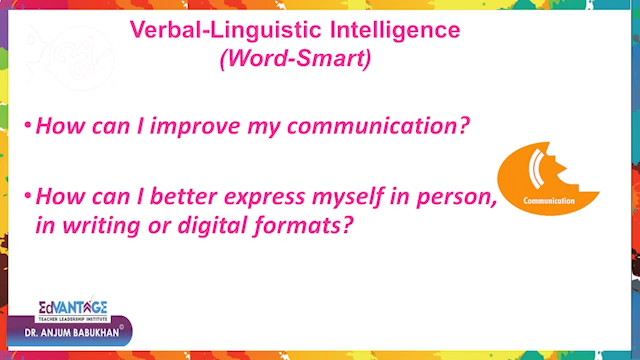 Verbal-Linguistic Intelligence
(Word-Smart)
•How can I improve my communication?
•How can I better express myself in person,
in writing or digital formats?
Communication
EdVANTAGE
TEACHER LEADERSHIP INSTITUTE
DR. ANJUM BABUKHAN©